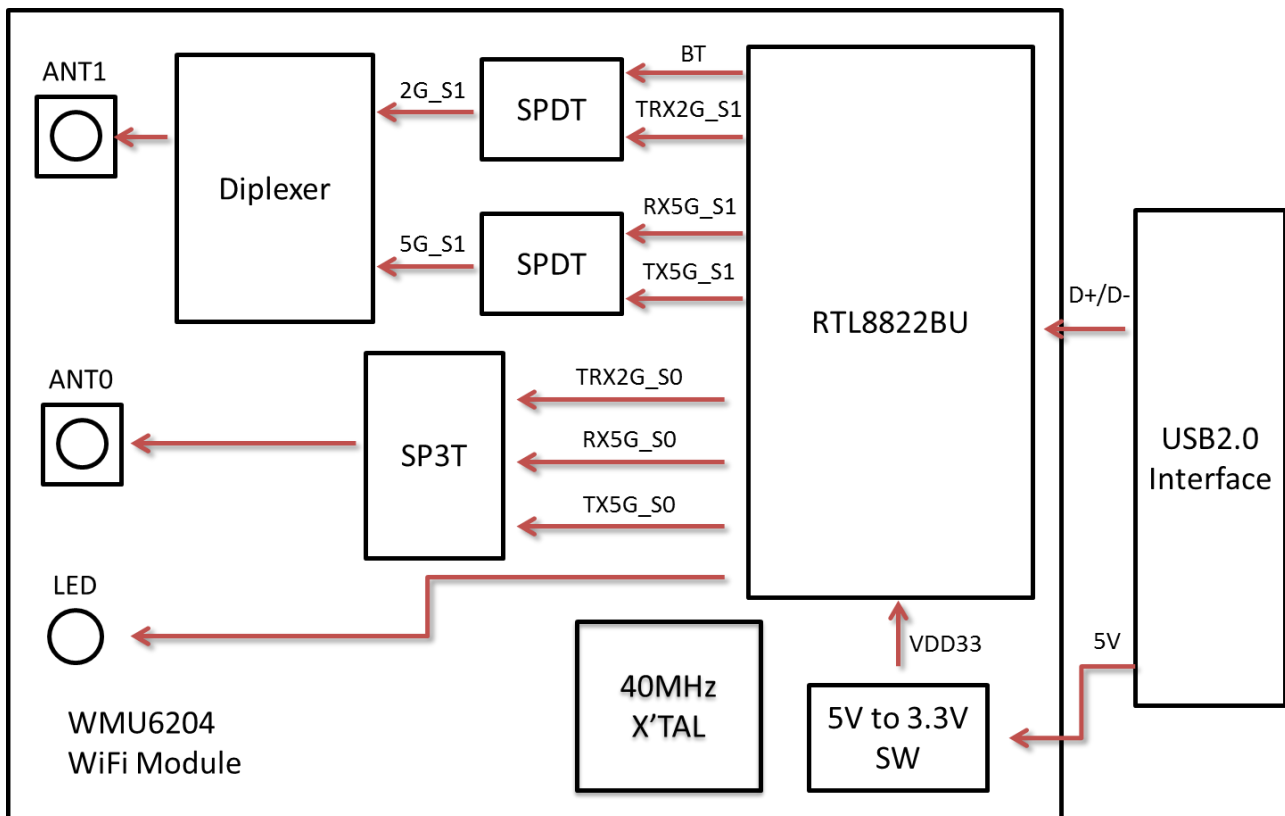 ANT1
Diplexer
2G_S1
5G_S1
SPDT
SPDT
BT
TRX2G_S1
RX5G_S1
TX5G_S1
RTL8822BU
D+/D-
USB2.0
Interface
ANT0
SP3T
TRX2G_S0
RX5G_S0
TX5G_S0
LED
VDD33
5V
40MHz
X’TAL
5V to 3.3V
SW
WMU6204
WiFi Module